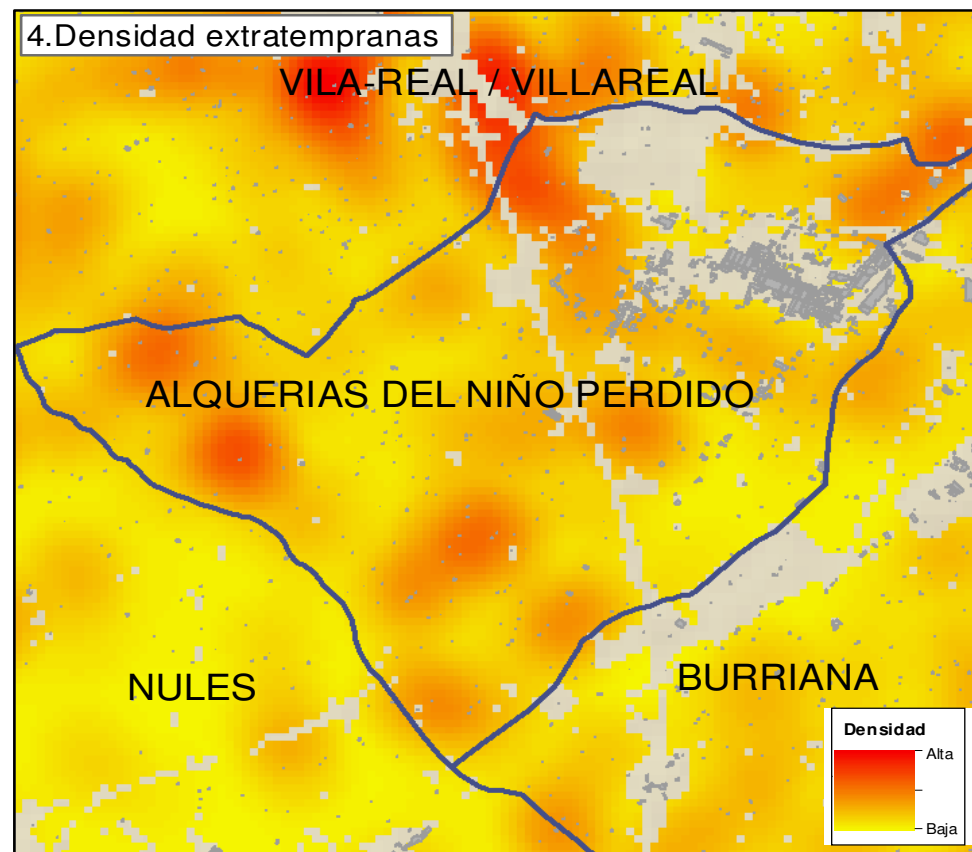 4.Densidad extratempranas
VILA-REAL / VILLAREAL
ALQUERIAS DEL NIÑO PERDIDO
NULES
BURRIANA
Densidad
Alta
Baja